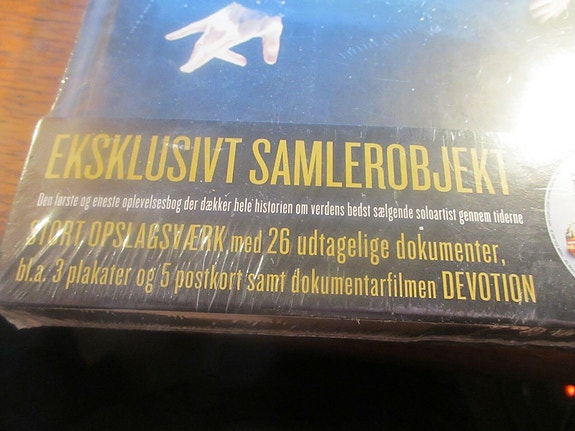 EKSKLUSIVT SAMLEROBJEKT
Den første og eneste oplevelsesbog der dækker hele historien om verdens bedst sælgende soloartist gennem tiderne
STORT OPSLAGSVÆRK med 26 udtagelige dokumenter,
bl.a. 3 plakater og 5 postkort samt dokumentarfilmen DEVOTION